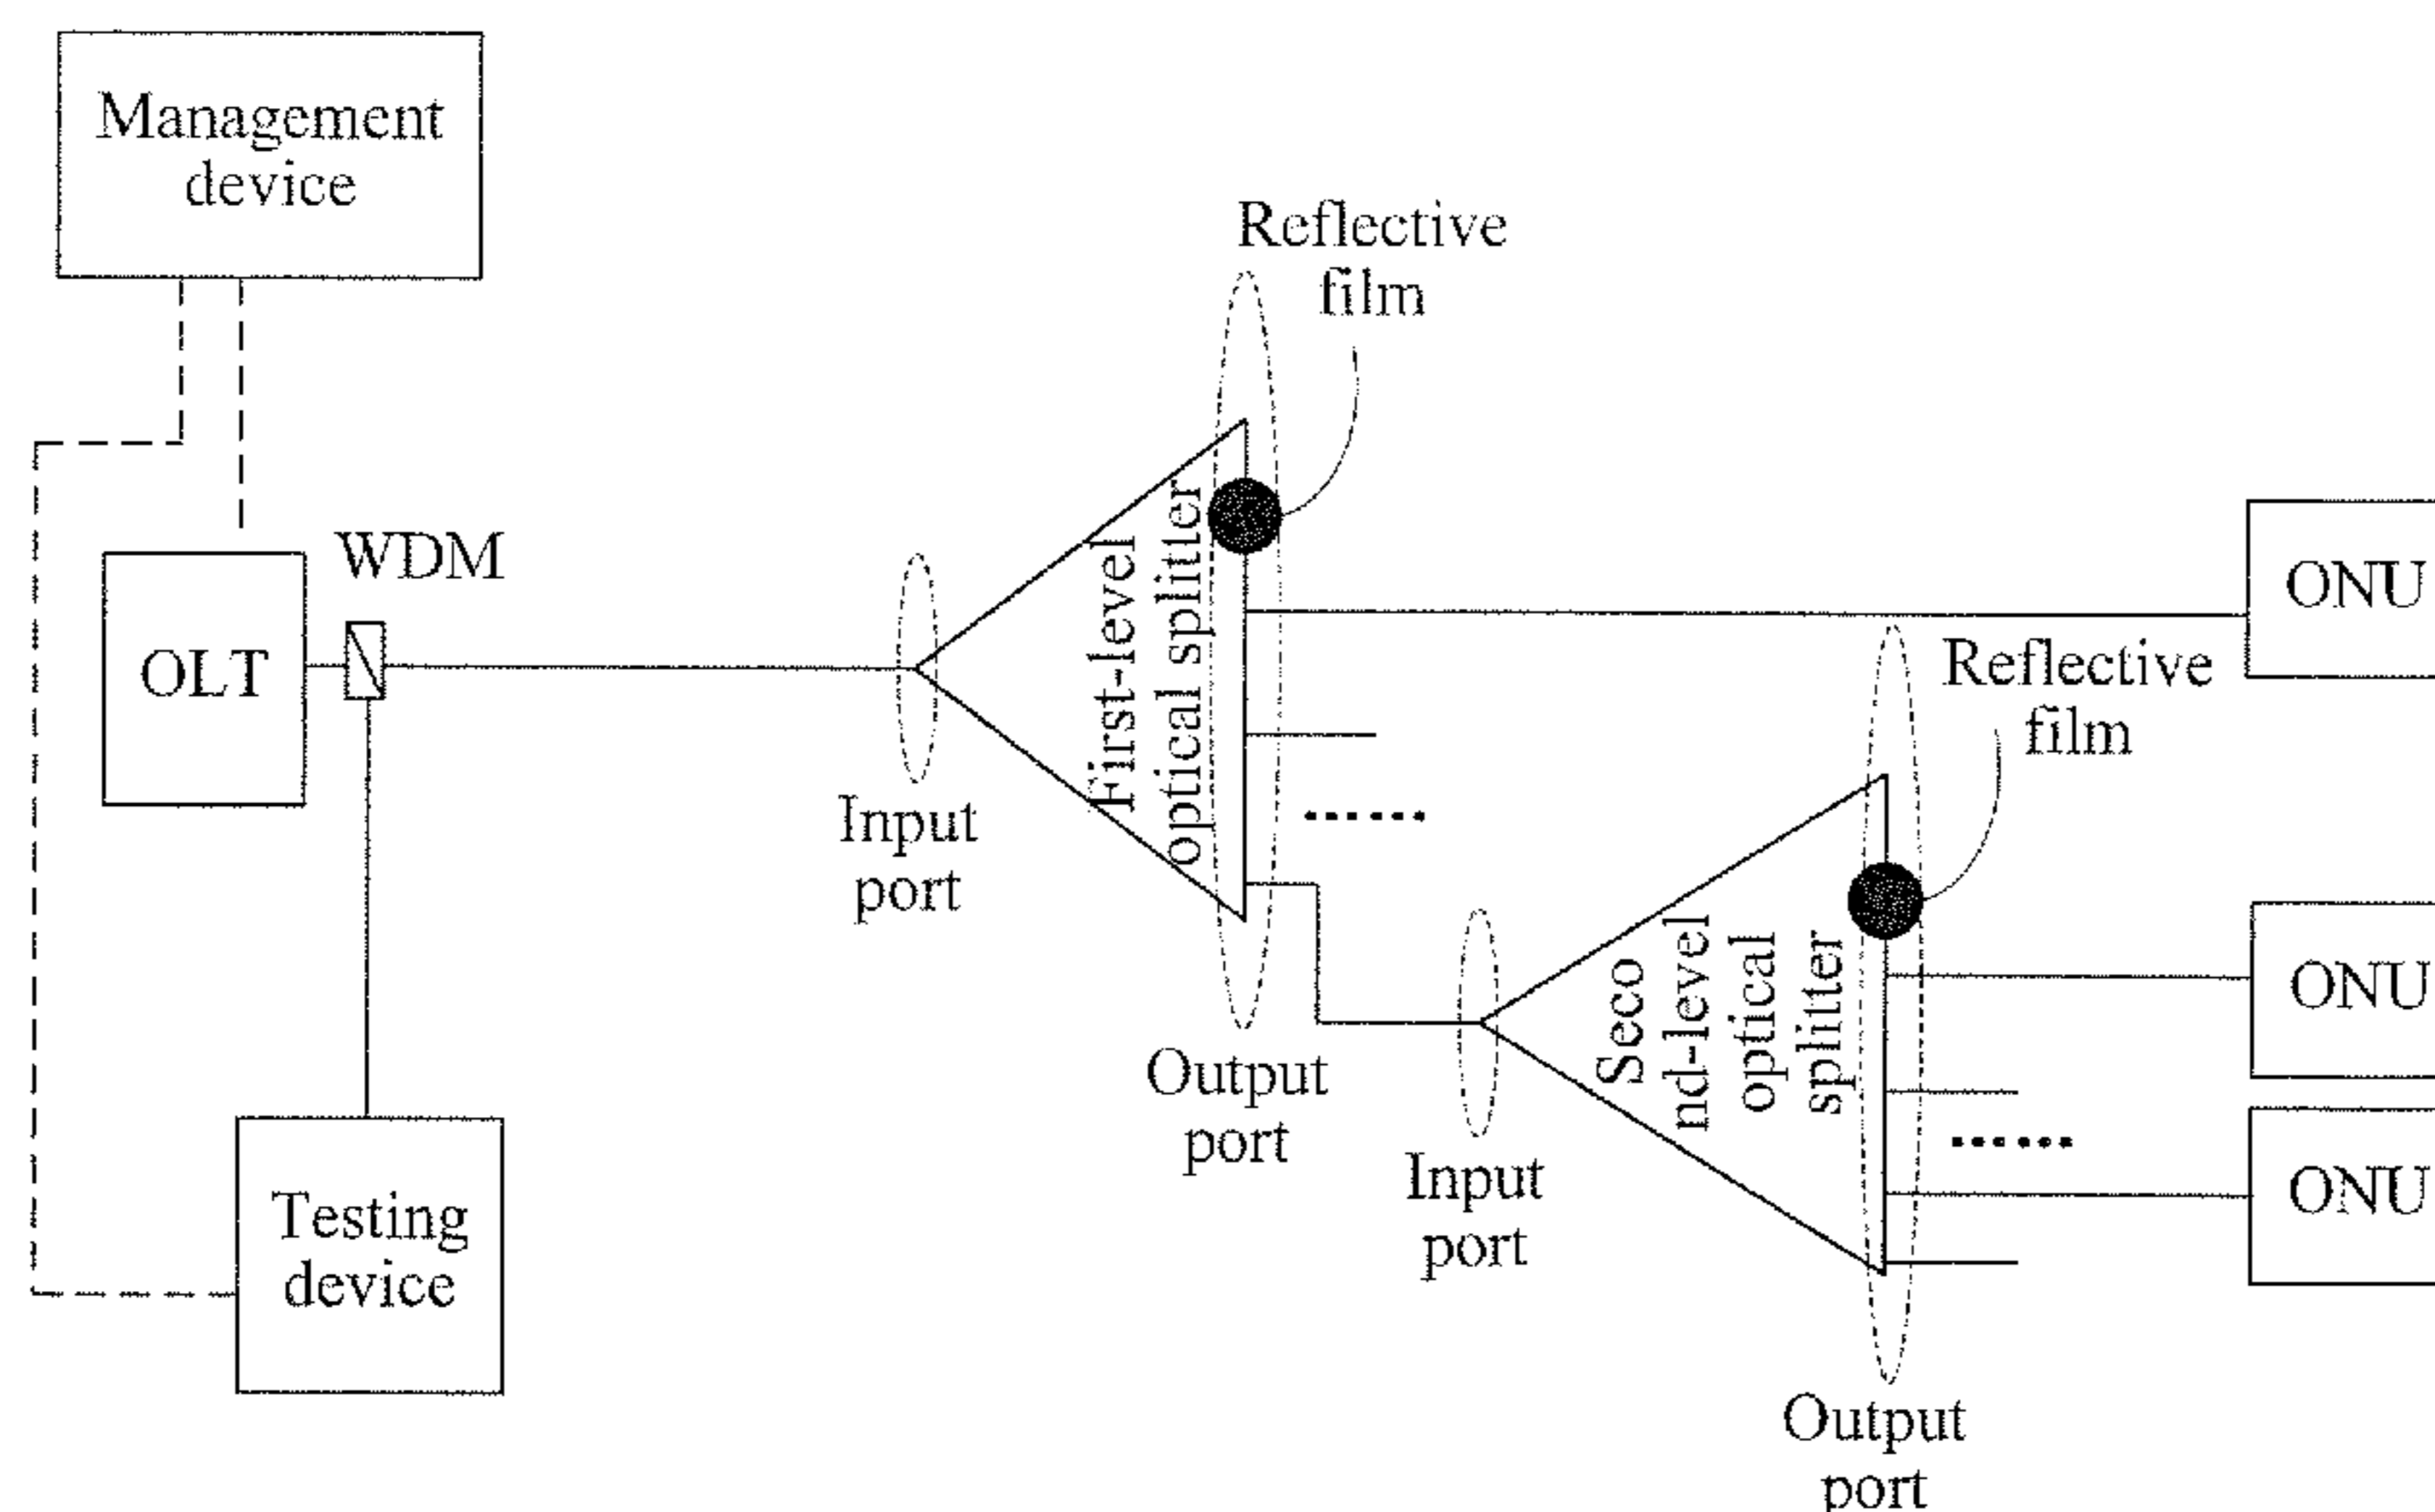 Management
device
Reflective
film
WDM
OLT
First-level
optical splitter
ONU
Reflective
film
Input
port
Seco
nd-level
optical
splitter
ONU
Output
port
Input
port
ONU
Testing
device
Output
port